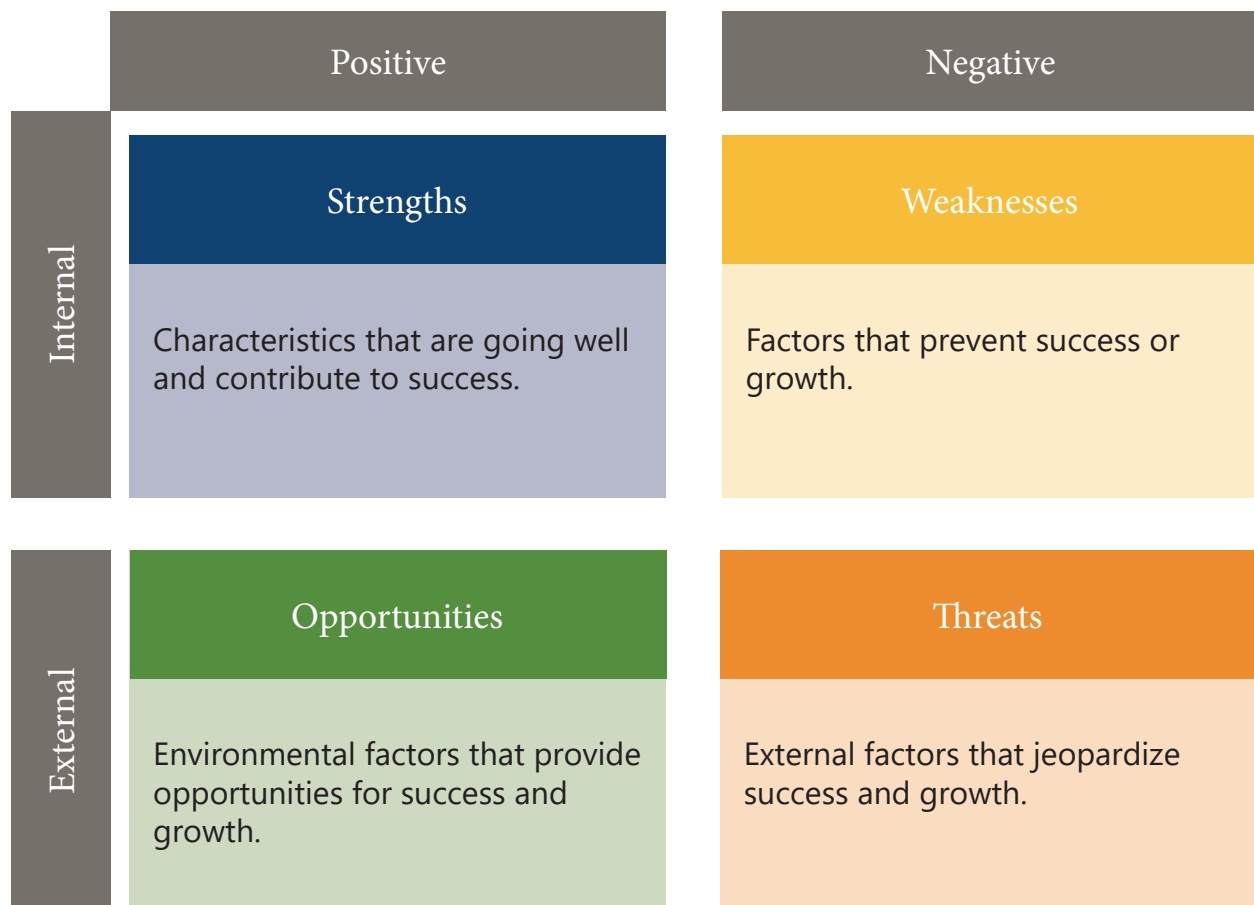 Positive
Negative
Internal
Strengths
Characteristics that are going well
and contribute to success.
Weaknesses
Factors that prevent success or
growth.
External
Opportunities
Environmental factors that provide
opportunities for success and
growth.
Threats
External factors that jeopardize
success and growth.